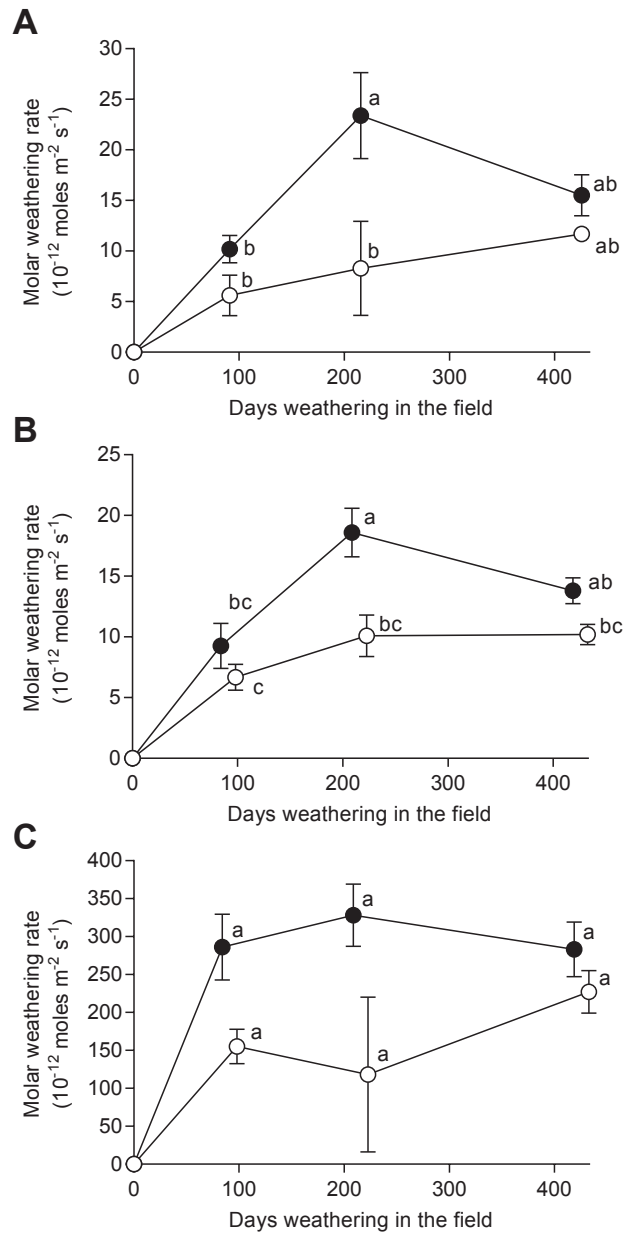 A
30
25
20
15
10
5
0
Molar weathering rate
(10⁻¹² moles m⁻² s⁻¹)
a
b
ab
b
b
ab
0 100 200 300 400
Days weathering in the field
B
25
20
15
10
5
0
Molar weathering rate
(10⁻¹² moles m⁻² s⁻¹)
a
bc
ab
bc
bc
c
0 100 200 300 400
Days weathering in the field
C
400
350
300
250
200
150
100
50
0
Molar weathering rate
(10⁻¹² moles m⁻² s⁻¹)
a
a
a
a
a
a
0 100 200 300 400
Days weathering in the field